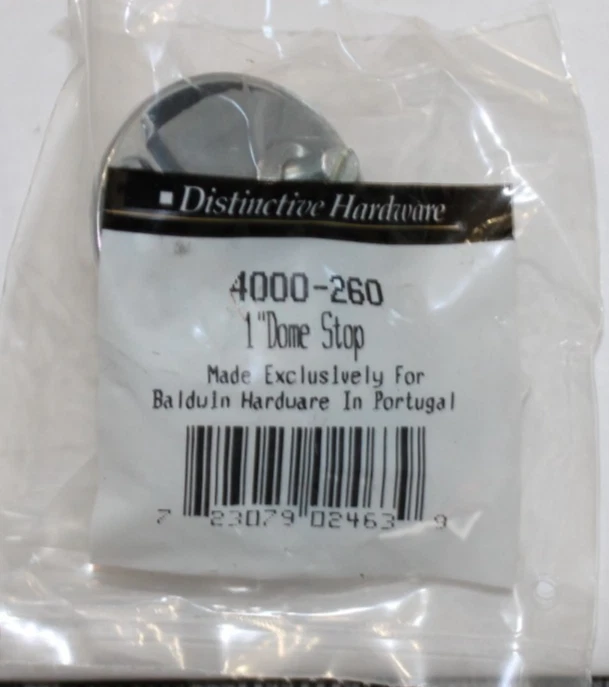 Distinctive Hardware
4000-260
1"Dome Stop
Made Exclusively For
Baldwin Hardware In Portugal
7 23079 02463 9